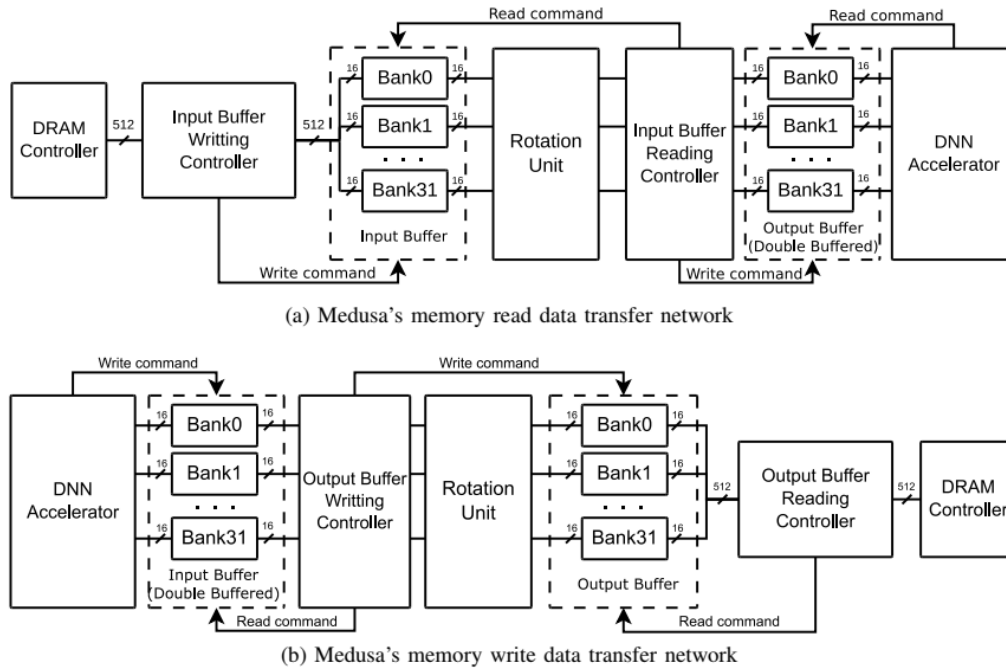 Read command
Read command
16
16
16
16
Bank0
Bank0
512
512
16
16
16
16
DRAM
Controller
Input Buffer
Writting
Controller
Bank1
Rotation
Unit
Input Buffer
Reading
Controller
Bank1
DNN
Accelerator
. . .
. . .
16
16
16
16
Bank31
Bank31
Input Buffer
Output Buffer
(Double Buffered)
Write command
Write command
(a) Medusa's memory read data transfer network
Write command
Write command
16
16
16
16
Bank0
Bank0
16
16
16
16
DNN
Accelerator
Bank1
Output Buffer
Writting
Controller
Rotation
Unit
Bank1
512
Output Buffer
Reading
Controller
512
DRAM
Controller
. . .
. . .
16
16
16
16
Bank31
Bank31
Input Buffer
(Double Buffered)
Output Buffer
Read command
Read command
(b) Medusa's memory write data transfer network